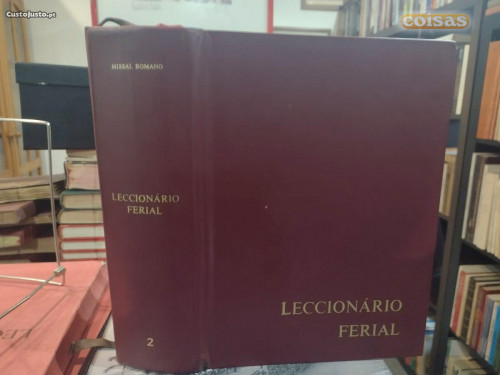 CustoJusto.pt
coisas
MISSAL ROMANO
LECCIONÁRIO
FERIAL
2
LECCIONÁRIO
FERIAL